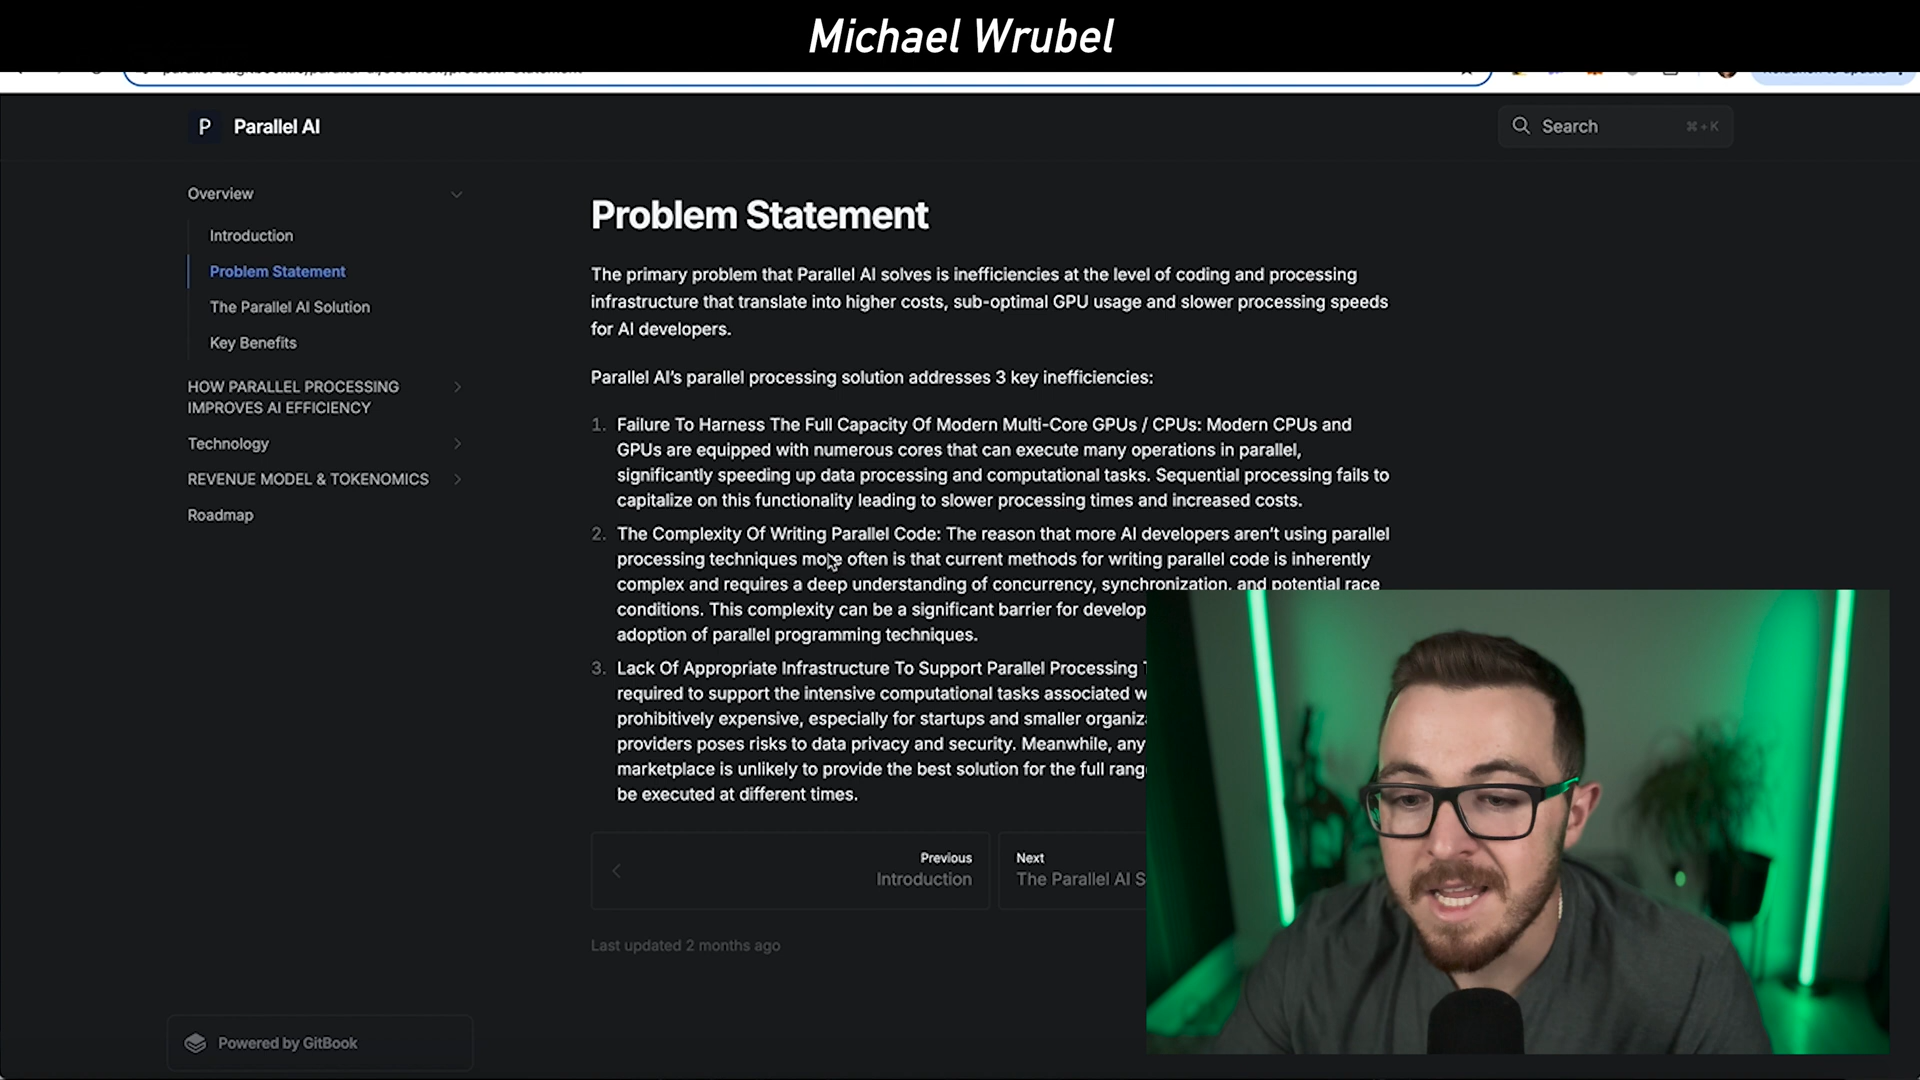 Michael Wrubel
P Parallel AI
Search ⌘+K
Overview
Introduction
Problem Statement
The Parallel AI Solution
Key Benefits
HOW PARALLEL PROCESSING
IMPROVES AI EFFICIENCY
Technology
REVENUE MODEL & TOKENOMICS
Roadmap
Problem Statement
The primary problem that Parallel AI solves is inefficiencies at the level of coding and processing
infrastructure that translate into higher costs, sub-optimal GPU usage and slower processing speeds
for AI developers.
Parallel AI’s parallel processing solution addresses 3 key inefficiencies:
1. Failure To Harness The Full Capacity Of Modern Multi-Core GPUs / CPUs: Modern CPUs and
GPUs are equipped with numerous cores that can execute many operations in parallel,
significantly speeding up data processing and computational tasks. Sequential processing fails to
capitalize on this functionality leading to slower processing times and increased costs.
2. The Complexity Of Writing Parallel Code: The reason that more AI developers aren’t using parallel
processing techniques more often is that current methods for writing parallel code is inherently
complex and requires a deep understanding of concurrency, synchronization, and potential race
conditions. This complexity can be a significant barrier for develop
adoption of parallel programming techniques.
3. Lack Of Appropriate Infrastructure To Support Parallel Processing
required to support the intensive computational tasks associated
prohibitively expensive, especially for startups and smaller organiz
providers poses risks to data privacy and security. Meanwhile, any
marketplace is unlikely to provide the best solution for the full rang
be executed at different times.
Previous
Introduction
Next
The Parallel AI S
Last updated 2 months ago
Powered by GitBook